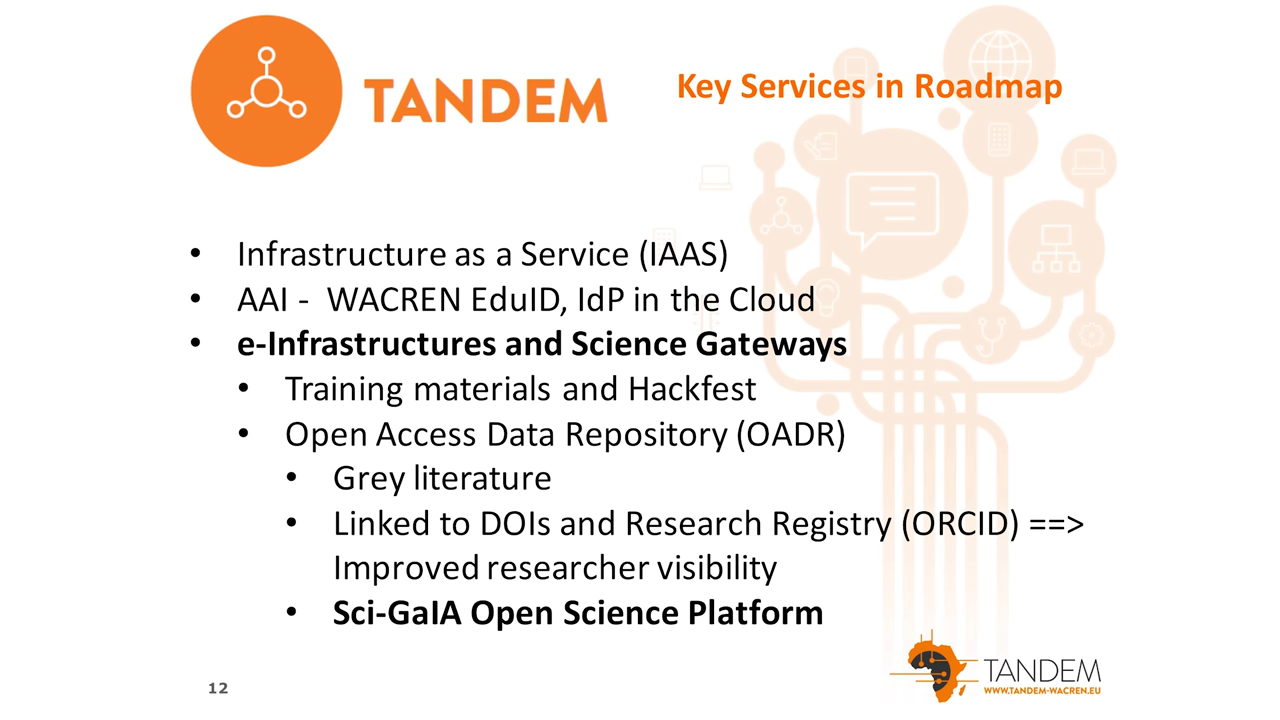 TANDEM
Key Services in Roadmap
• Infrastructure as a Service (IAAS)
• AAI - WACREN EduID, IdP in the Cloud
• e-Infrastructures and Science Gateways
• Training materials and Hackfest
• Open Access Data Repository (OADR)
• Grey literature
• Linked to DOIs and Research Registry (ORCID) ==>
Improved researcher visibility
• Sci-GaIA Open Science Platform
12
TANDEM
WWW.TANDEM-WACREN.EU